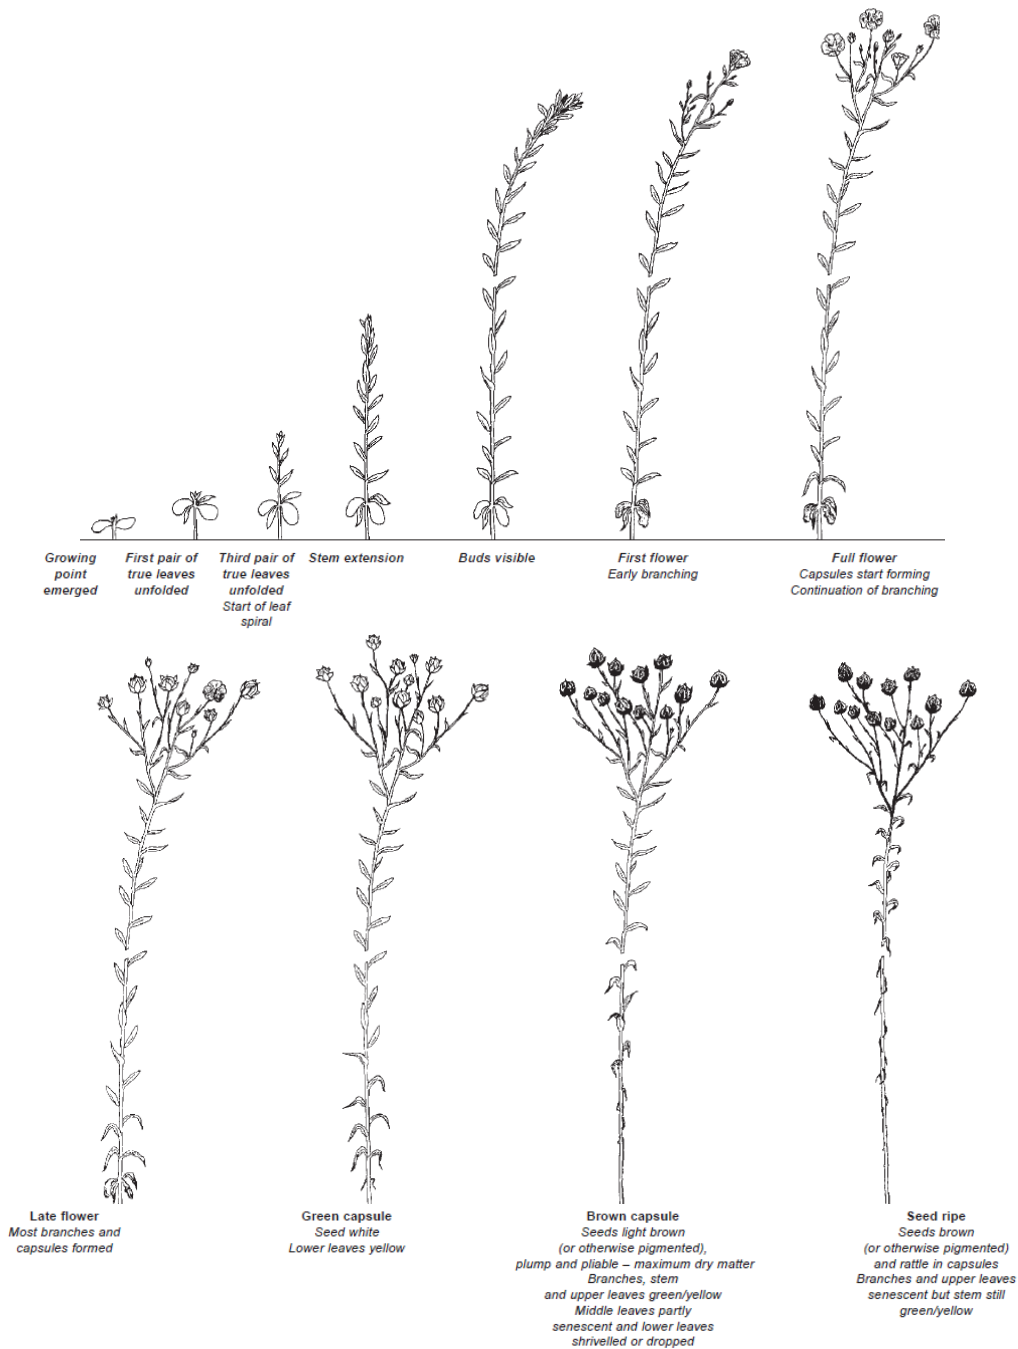 Growing
point
emerged
First pair of
true leaves
unfolded
Third pair of
true leaves
unfolded
Start of leaf
spiral
Stem extension
Buds visible
First flower
Early branching
Full flower
Capsules start forming
Continuation of branching
Late flower
Most branches and
capsules formed
Green capsule
Seed white
Lower leaves yellow
Brown capsule
Seeds light brown
(or otherwise pigmented),
plump and pliable – maximum dry matter
Branches, stem
and upper leaves green/yellow
Middle leaves partly
senescent and lower leaves
shrivelled or dropped
Seed ripe
Seeds brown
(or otherwise pigmented)
and rattle in capsules
Branches and upper leaves
senescent but stem still
green/yellow